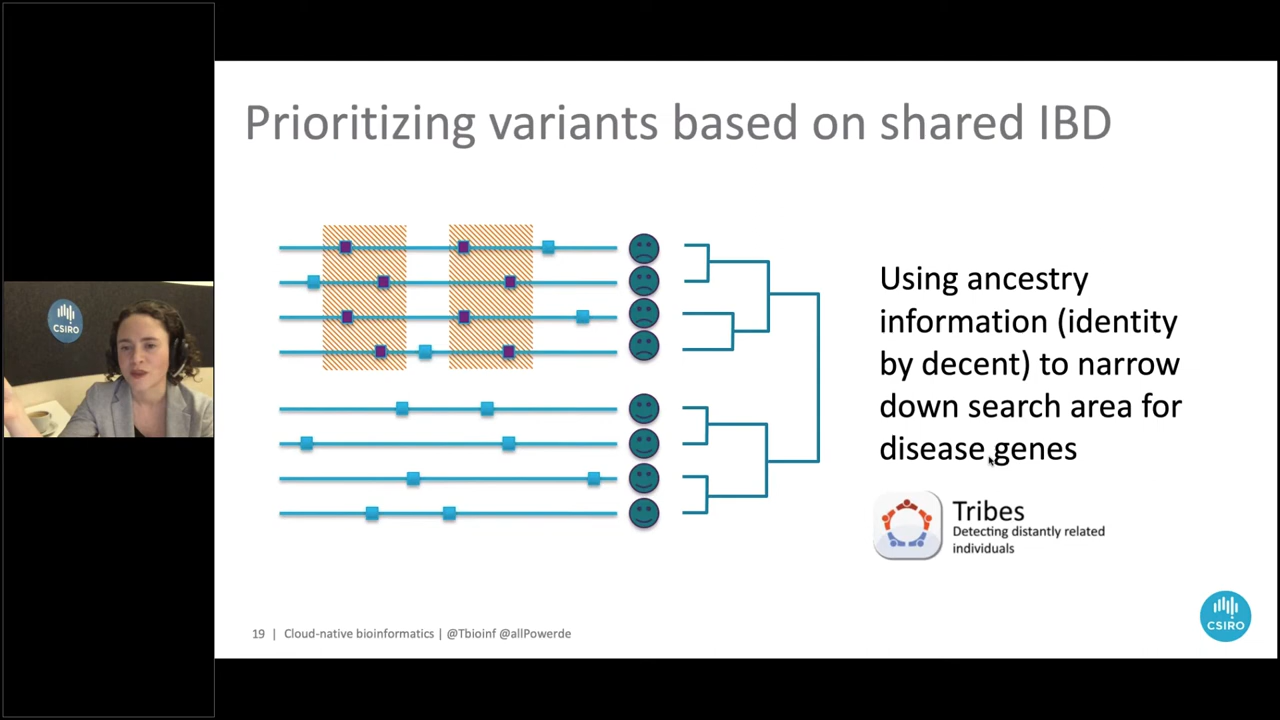 Prioritizing variants based on shared IBD
Using ancestry
information (identity
by decent) to narrow
down search area for
disease genes
Tribes
Detecting distantly related
individuals
19 | Cloud-native bioinformatics | @Tbioinf @allPowerde
CSIRO
CSIRO